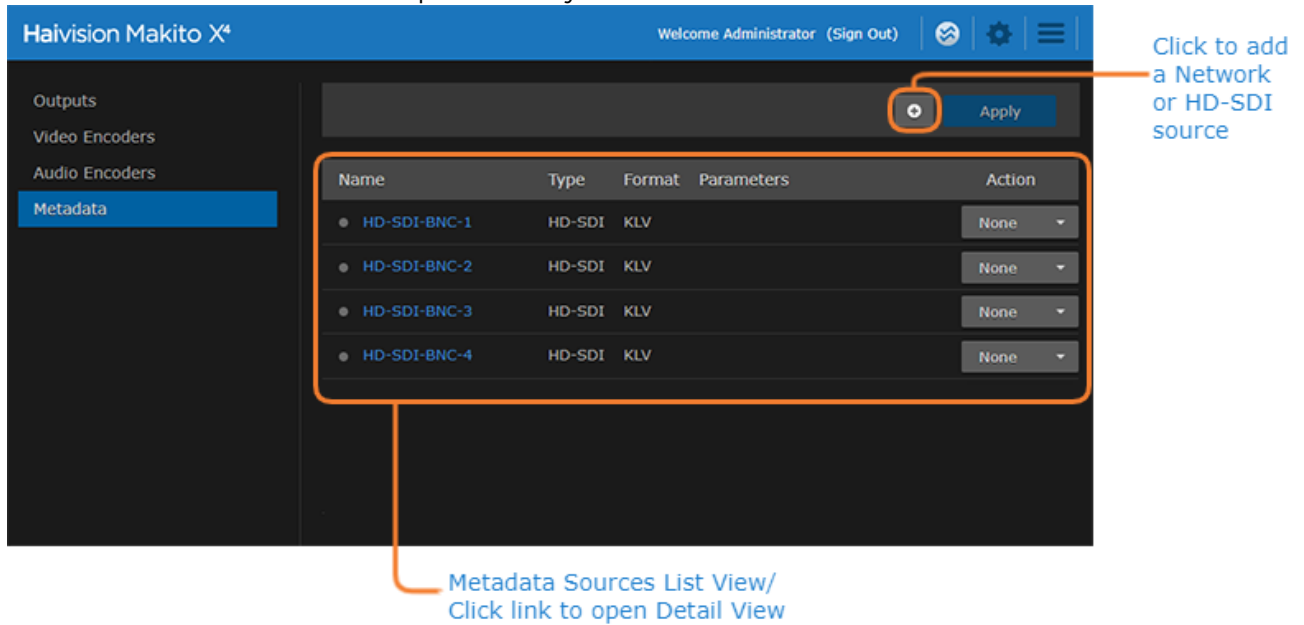 Haivision Makito X⁴
Welcome Administrator (Sign Out)
Click to add
a Network
or HD-SDI
source
Outputs
Video Encoders
Audio Encoders
Metadata
Apply
Name Type Format Parameters Action
HD-SDI-BNC-1 HD-SDI KLV None
HD-SDI-BNC-2 HD-SDI KLV None
HD-SDI-BNC-3 HD-SDI KLV None
HD-SDI-BNC-4 HD-SDI KLV None
Metadata Sources List View/
Click link to open Detail View